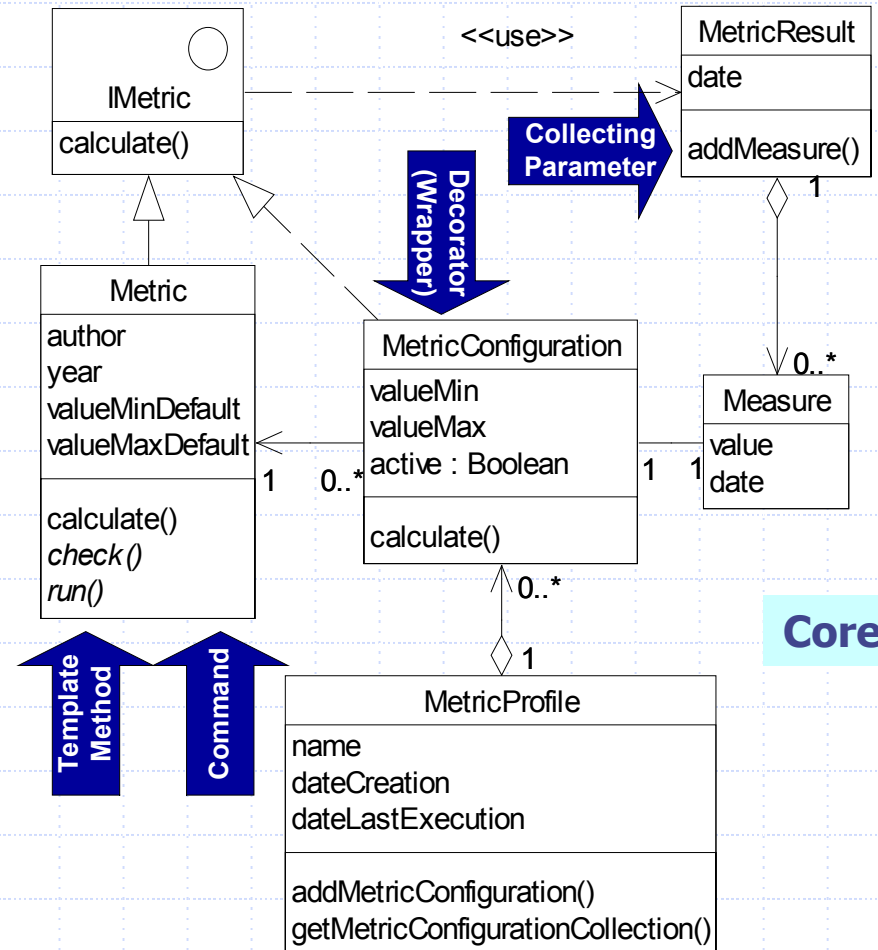 <<use>>
IMetric
calculate()
MetricResult
date
addMeasure()
Collecting
Parameter
Decorator
(Wrapper)
1
0..*
Metric
author
year
valueMinDefault
valueMaxDefault
calculate()
check()
run()
1
0..*
MetricConfiguration
valueMin
valueMax
active : Boolean
calculate()
1
1
Measure
value
date
0..*
1
Core
Template
Method
Command
MetricProfile
name
dateCreation
dateLastExecution
addMetricConfiguration()
getMetricConfigurationCollection()